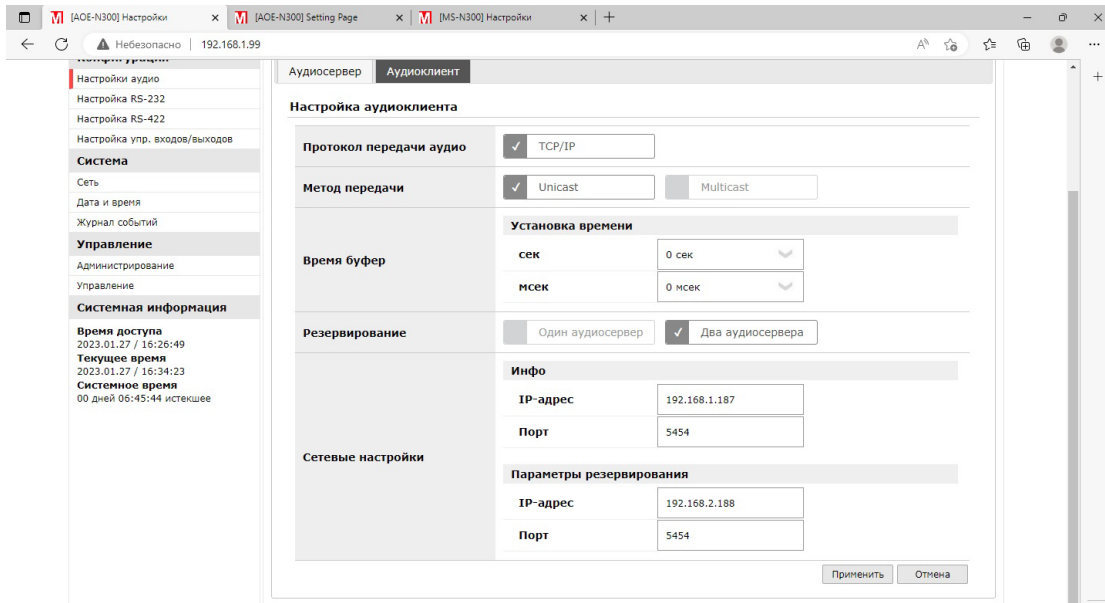 [AOE-N300] Настройки
[AOE-N300] Setting Page
[MS-N300] Настройки
Небезопасно
192.168.1.99
Настройки аудио
Настройка RS-232
Настройка RS-422
Настройка упр. входов/выходов
Система
Сеть
Дата и время
Журнал событий
Управление
Администрирование
Управление
Системная информация
Время доступа
2023.01.27 / 16:26:49
Текущее время
2023.01.27 / 16:34:23
Системное время
00 дней 06:45:44 истекшее
Аудиосервер
Аудиоклиент
Настройка аудиоклиента
Протокол передачи аудио
TCP/IP
Метод передачи
Unicast
Multicast
Время буфер
Установка времени
сек
0 сек
мсек
0 мсек
Резервирование
Один аудиосервер
Два аудиосервера
Сетевые настройки
Инфо
IP-адрес
192.168.1.187
Порт
5454
Параметры резервирования
IP-адрес
192.168.2.188
Порт
5454
Применить
Отмена